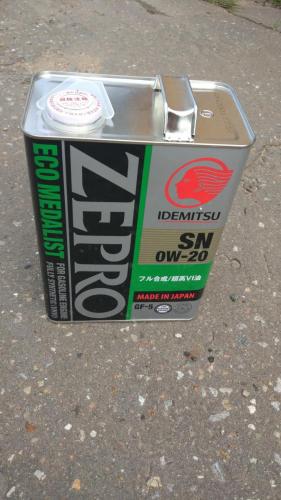 ZEPRO
ECO MEDALIST
FOR GASOLINE ENGINE
FULLY SYNTHETIC
IDEMITSU
SN
0W-20
フル合成/超高VI油
MADE IN JAPAN
GF-5